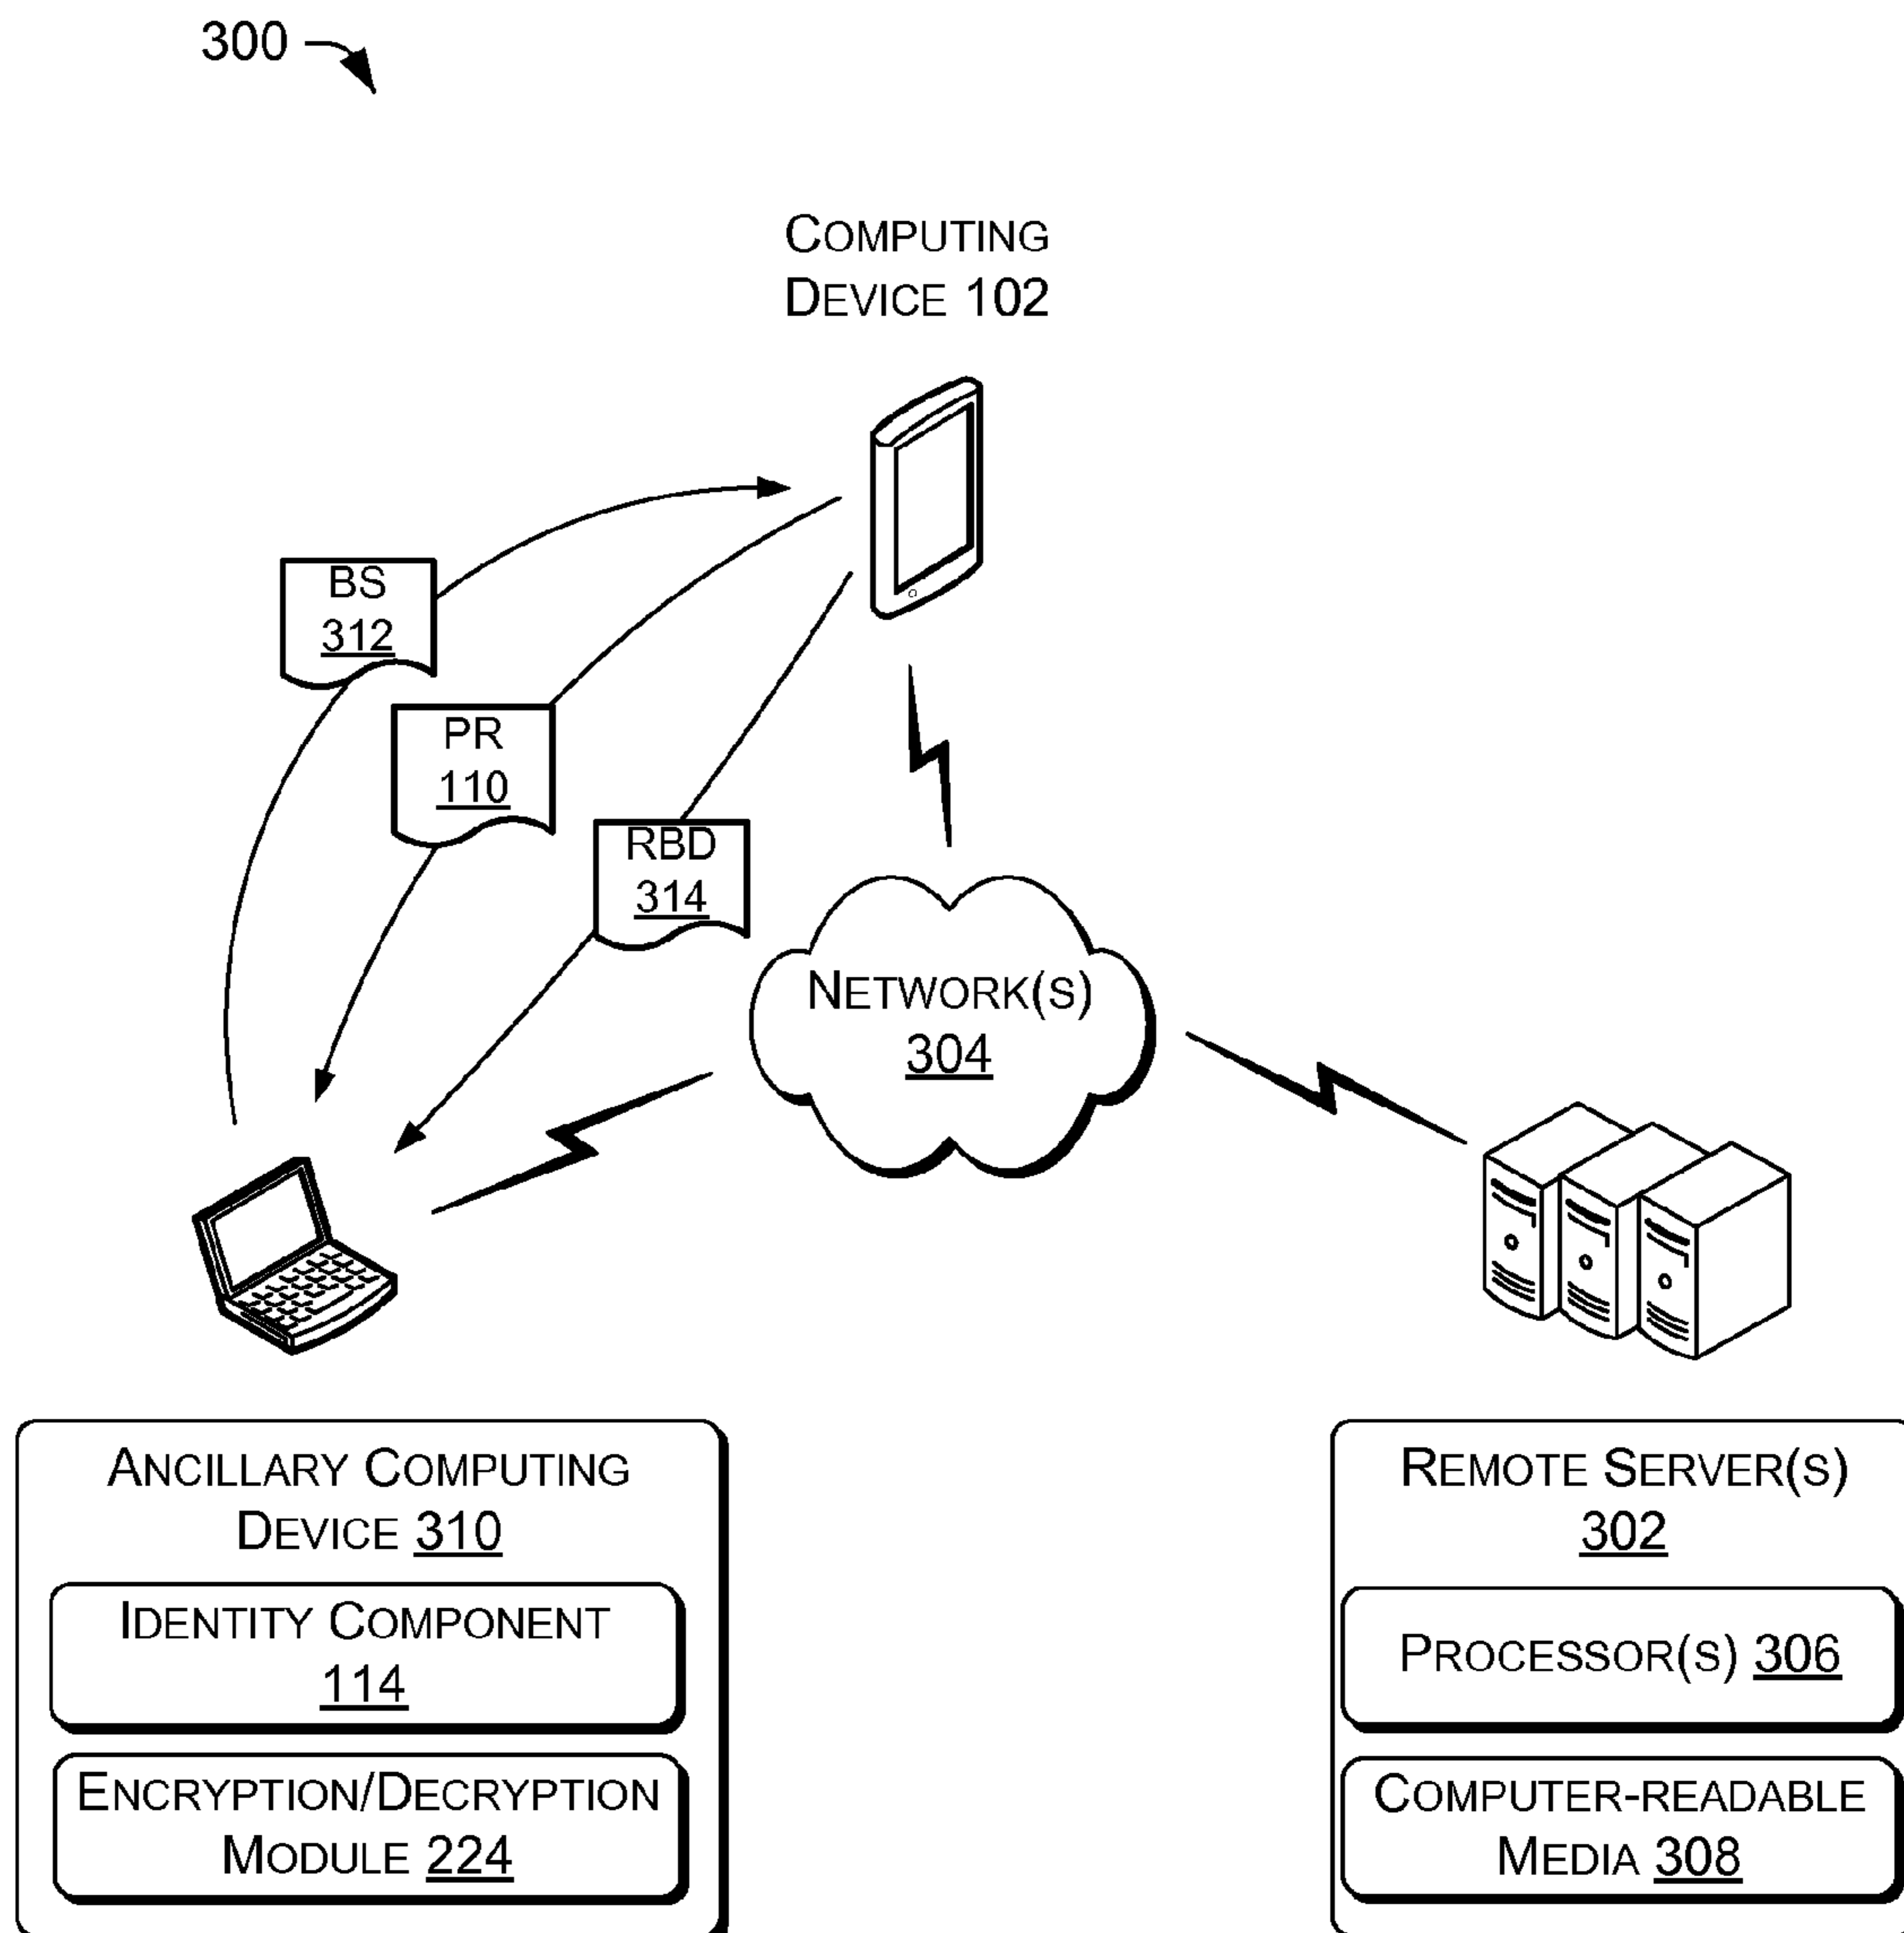 300
COMPUTING
DEVICE 102
BS
312
PR
110
RBD
314
NETWORK(S)
304
ANCILLARY COMPUTING
DEVICE 310
IDENTITY COMPONENT
114
ENCRYPTION/DECRYPTION
MODULE 224
REMOTE SERVER(S)
302
PROCESSOR(S) 306
COMPUTER-READABLE
MEDIA 308